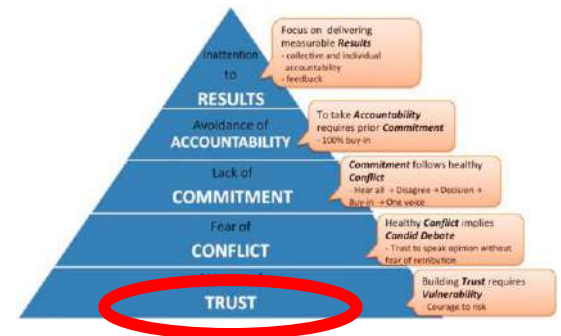 Focus on delivering
measurable Results
- collective and individual
accountability
- feedback
Inattention
to
RESULTS
To take Accountability
requires prior Commitment
- 100% buy-in
Avoidance of
ACCOUNTABILITY
Commitment follows healthy
Conflict
- Hear all → Disagree → Decision →
Buy-in → One voice
Lack of
COMMITMENT
Healthy Conflict implies
Candid Debate
- Trust to speak opinion without
fear of retribution
Fear of
CONFLICT
Building Trust requires
Vulnerability
- Courage to risk
TRUST